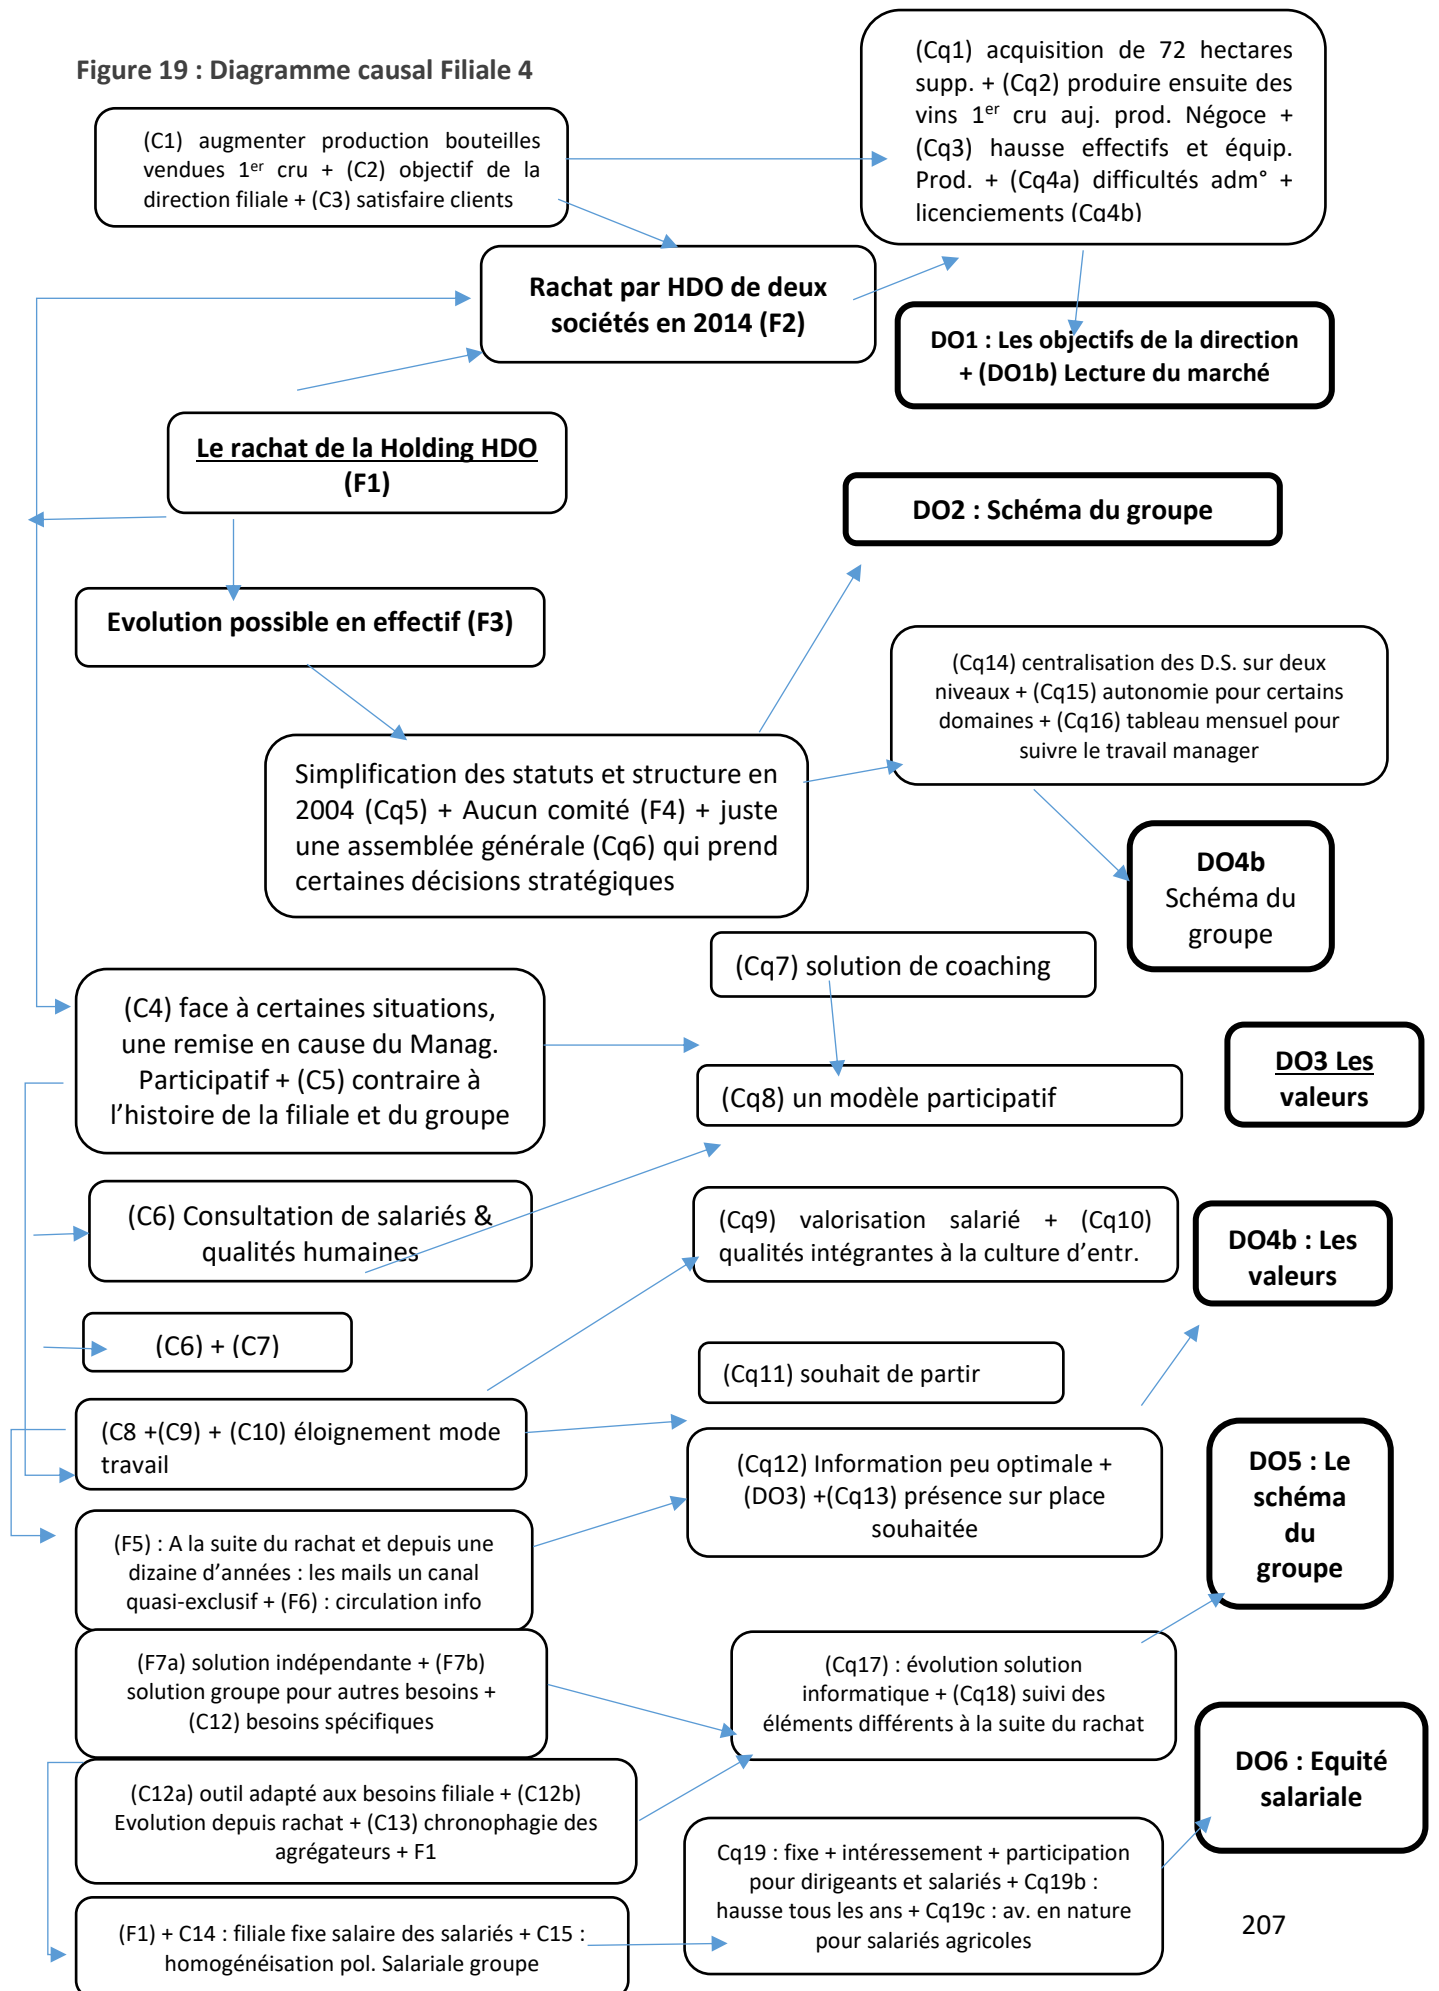 Figure 19 : Diagramme causal Filiale 4
(Cq1) acquisition de 72 hectares
supp. + (Cq2) produire ensuite des
vins 1er cru auj. prod. Négoce +
(Cq3) hausse effectifs et équip.
Prod. + (Cq4a) difficultés adm° +
licenciements (Cq4b)
(C1) augmenter production bouteilles
vendues 1er cru + (C2) objectif de la
direction filiale + (C3) satisfaire clients
Rachat par HDO de deux
sociétés en 2014 (F2)
DO1 : Les objectifs de la direction
+ (DO1b) Lecture du marché
Le rachat de la Holding HDO
(F1)
DO2 : Schéma du groupe
Evolution possible en effectif (F3)
(Cq14) centralisation des D.S. sur deux
niveaux + (Cq15) autonomie pour certains
domaines + (Cq16) tableau mensuel pour
suivre le travail manager
Simplification des statuts et structure en
2004 (Cq5) + Aucun comité (F4) + juste
une assemblée générale (Cq6) qui prend
certaines décisions stratégiques
DO4b
Schéma du
groupe
(Cq7) solution de coaching
(C4) face à certaines situations,
une remise en cause du Manag.
Participatif + (C5) contraire à
l’histoire de la filiale et du groupe
(Cq8) un modèle participatif
DO3 Les
valeurs
(C6) Consultation de salariés &
qualités humaines
(Cq9) valorisation salarié + (Cq10)
qualités intégrantes à la culture d’entr.
DO4b : Les
valeurs
(C6) + (C7)
(Cq11) souhait de partir
(C8 +(C9) + (C10) éloignement mode
travail
(Cq12) Information peu optimale +
(DO3) +(Cq13) présence sur place
souhaitée
DO5 : Le
schéma
du
groupe
(F5) : A la suite du rachat et depuis une
dizaine d’années : les mails un canal
quasi-exclusif + (F6) : circulation info
(F7a) solution indépendante + (F7b)
solution groupe pour autres besoins +
(C12) besoins spécifiques
(Cq17) : évolution solution
informatique + (Cq18) suivi des
éléments différents à la suite du rachat
DO6 : Equité
salariale
(C12a) outil adapté aux besoins filiale + (C12b)
Evolution depuis rachat + (C13) chronophagie des
agrégateurs + F1
Cq19 : fixe + intéressement + participation
pour dirigeants et salariés + Cq19b :
hausse tous les ans + Cq19c : av. en nature
pour salariés agricoles
(F1) + C14 : filiale fixe salaire des salariés + C15 :
homogénéisation pol. Salariale groupe
207